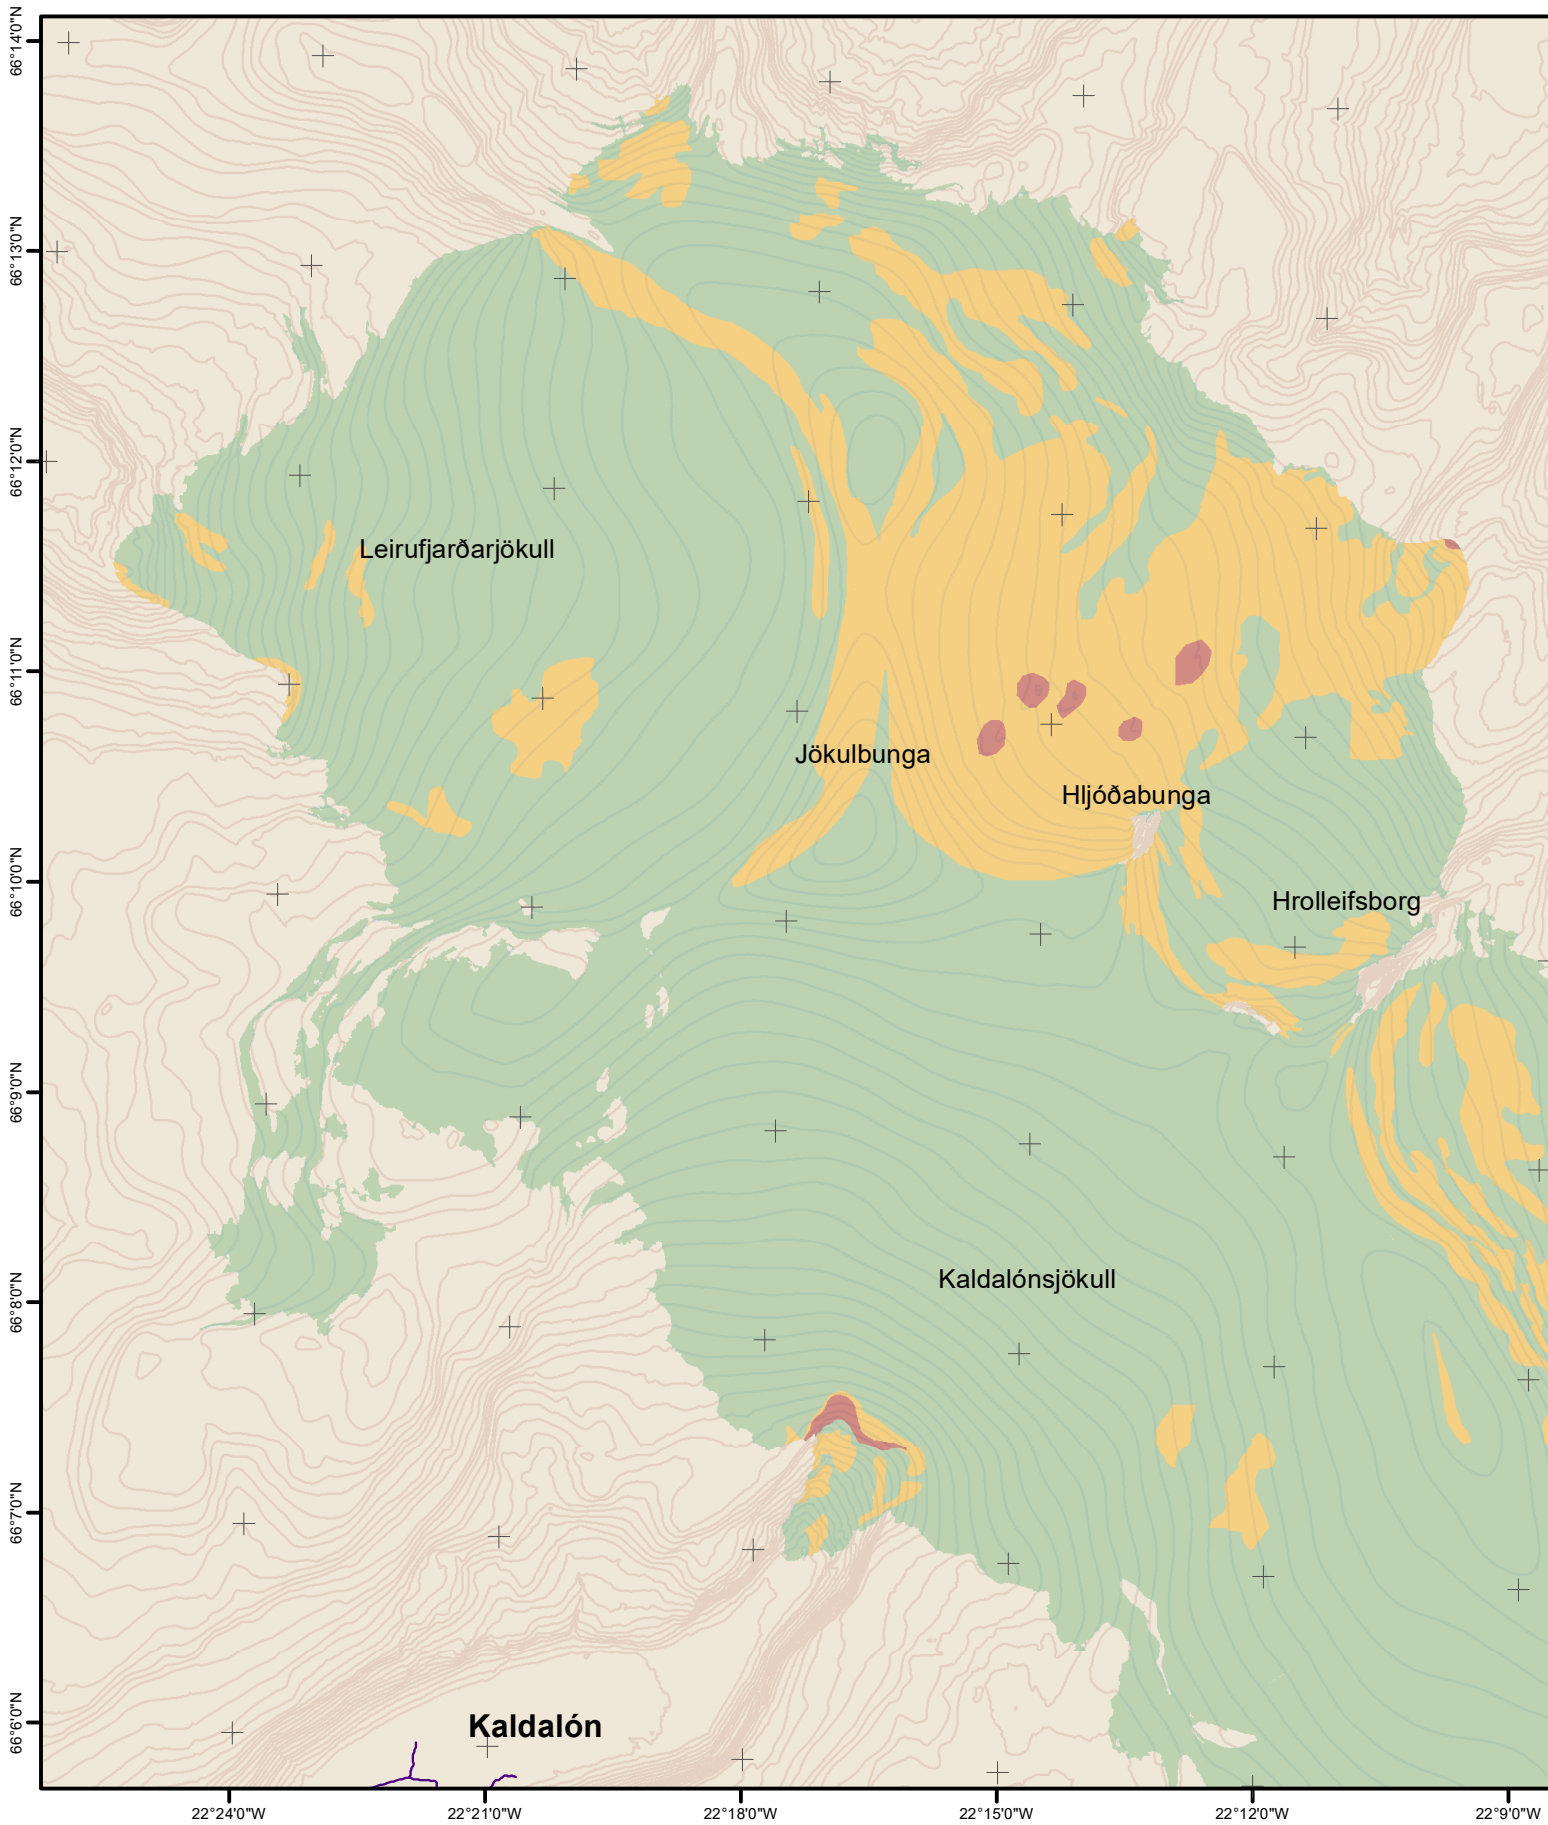 66°14'0"N
66°13'0"N
66°12'0"N
Leirufjarðarjökull
66°11'0"N
Jökulbunga
Hljóðabunga
66°10'0"N
Hrolleifsborg
66°9'0"N
Kaldalónsjökull
66°8'0"N
66°7'0"N
66°6'0"N
Kaldalón
22°24'0"W
22°21'0"W
22°18'0"W
22°15'0"W
22°12'0"W
22°9'0"W